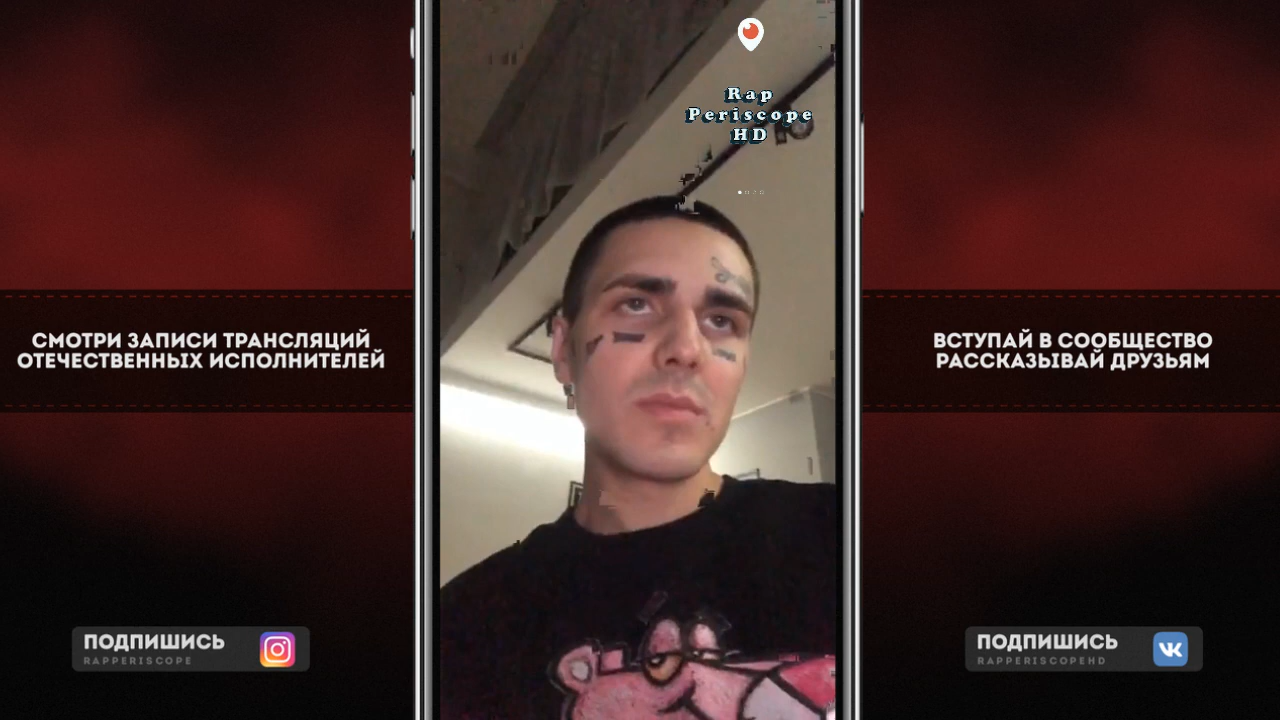 Rap
Periscope
HD
СМОТРИ ЗАПИСИ ТРАНСЛЯЦИЙ
ОТЕЧЕСТВЕННЫХ ИСПОЛНИТЕЛЕЙ
ВСТУПАЙ В СООБЩЕСТВО
РАССКАЗЫВАЙ ДРУЗЬЯМ
ПОДПИШИСЬ
RAPPERISCOPE
ПОДПИШИСЬ
RAPPERISCOPEHD